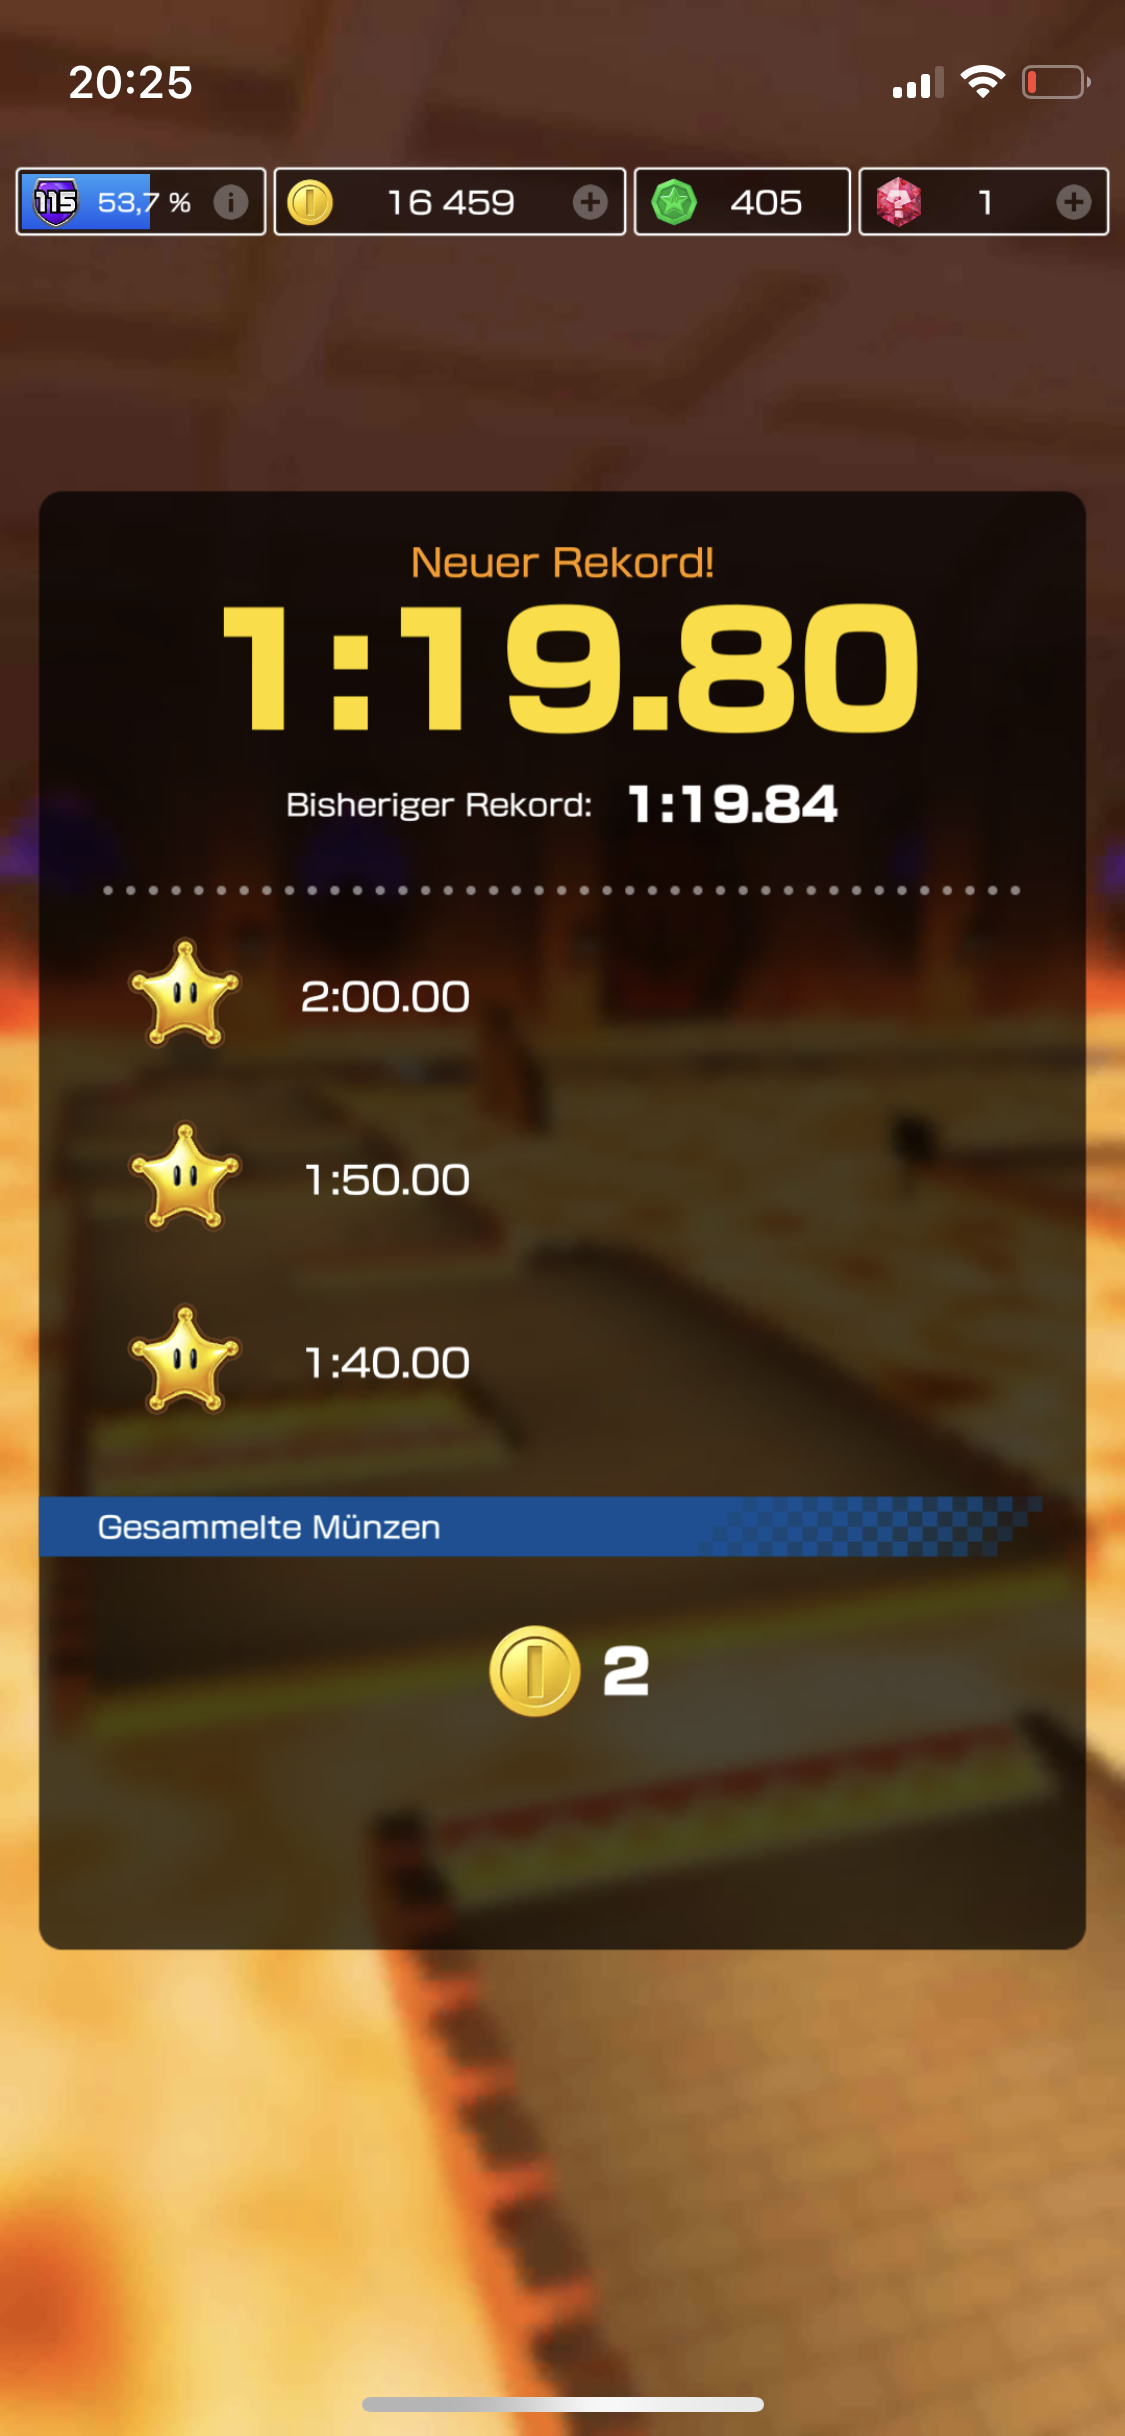 20:25
115 53,7 % i 16 459 + 405 ? 1 +
Neuer Rekord!
1:19.80
Bisheriger Rekord: 1:19.84
2:00.00
1:50.00
1:40.00
Gesammelte Münzen
2